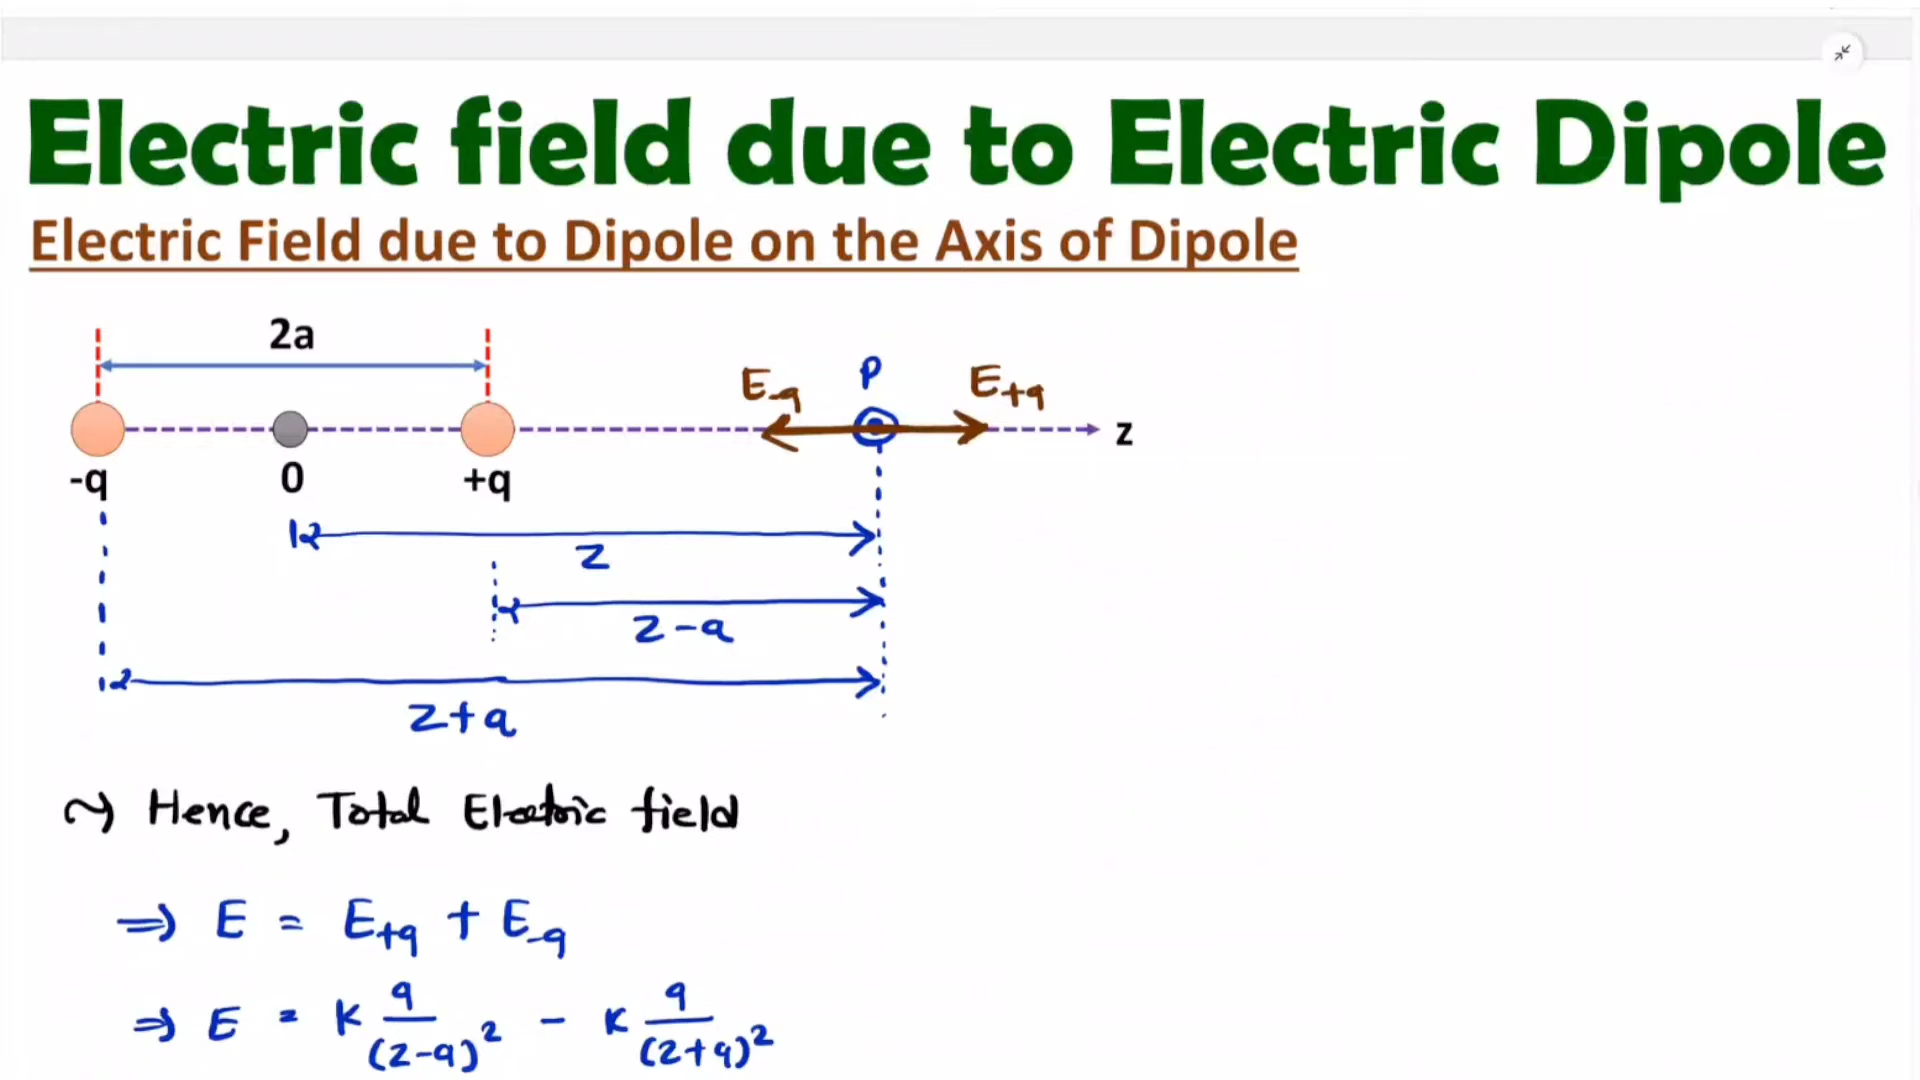 Electric field due to Electric Dipole
Electric Field due to Dipole on the Axis of Dipole
2a
E-q P E+q
z
-q 0 +q
z
z-a
z+a
~) Hence, Total Electric field
⇒ E = E+q + E-q
⇒ E = K q/(z-a)² - K q/(z+a)²